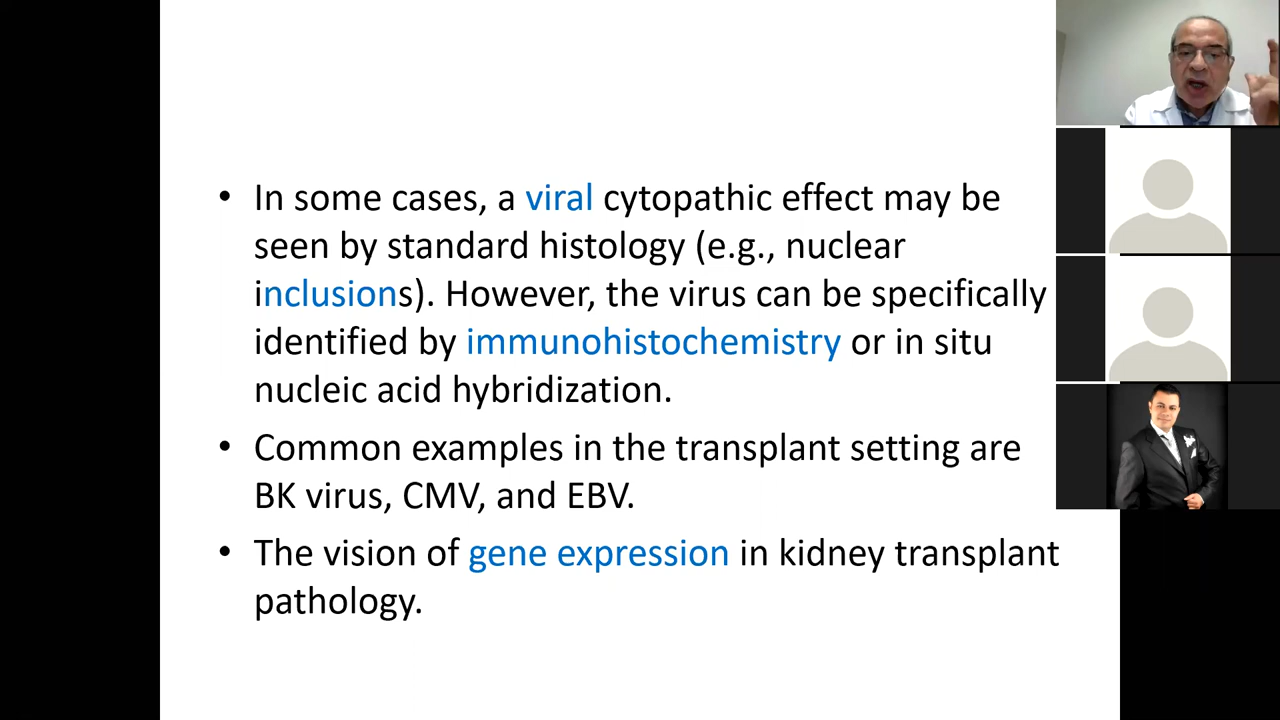 • In some cases, a viral cytopathic effect may be
seen by standard histology (e.g., nuclear
inclusions). However, the virus can be specifically
identified by immunohistochemistry or in situ
nucleic acid hybridization.
• Common examples in the transplant setting are
BK virus, CMV, and EBV.
• The vision of gene expression in kidney transplant
pathology.